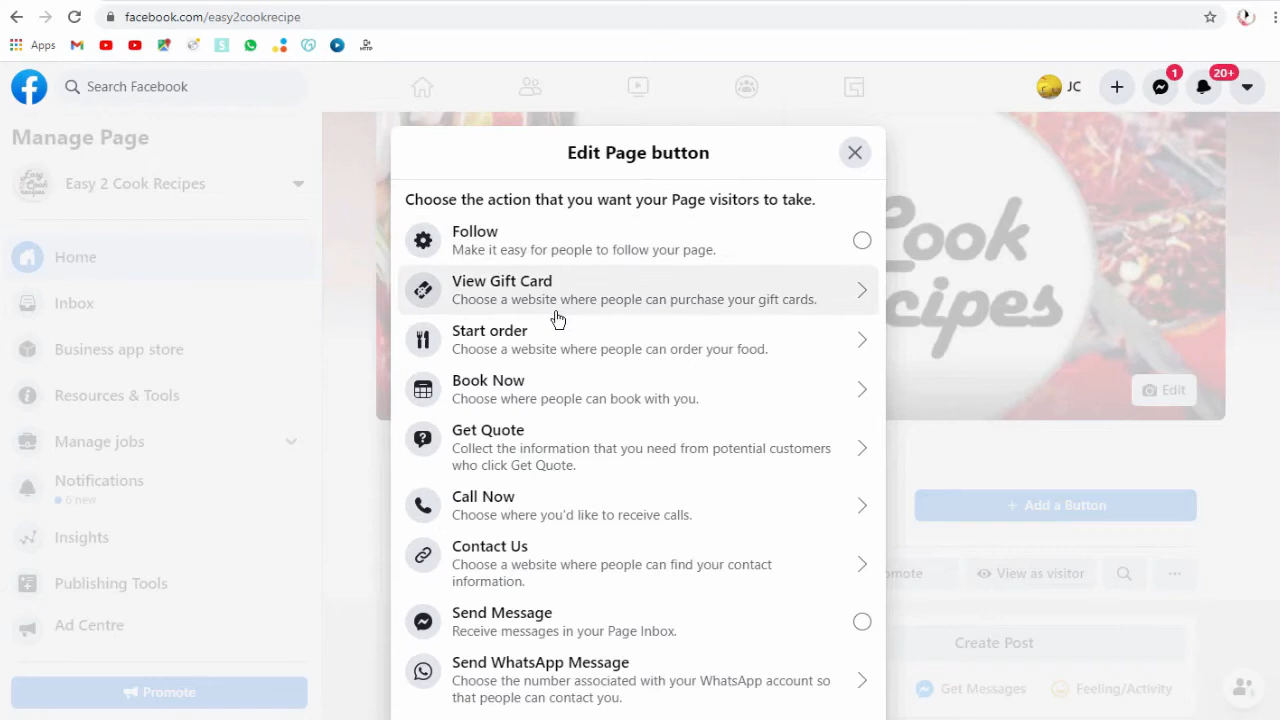 facebook.com/easy2cookrecipe
Apps
Search Facebook
JC
1
20+
Manage Page
Easy 2 Cook Recipes
Home
Inbox
Business app store
Resources & Tools
Manage jobs
Notifications
6 new
Insights
Publishing Tools
Ad Centre
Promote
Edit Page button
Choose the action that you want your Page visitors to take.
Follow
Make it easy for people to follow your page.
View Gift Card
Choose a website where people can purchase your gift cards.
Start order
Choose a website where people can order your food.
Book Now
Choose where people can book with you.
Get Quote
Collect the information that you need from potential customers
who click Get Quote.
Call Now
Choose where you'd like to receive calls.
Contact Us
Choose a website where people can find your contact
information.
Send Message
Receive messages in your Page Inbox.
Send WhatsApp Message
Choose the number associated with your WhatsApp account so
that people can contact you.
Cook
ecipes
Edit
+ Add a Button
omote
View as visitor
Create Post
Get Messages
Feeling/Activity